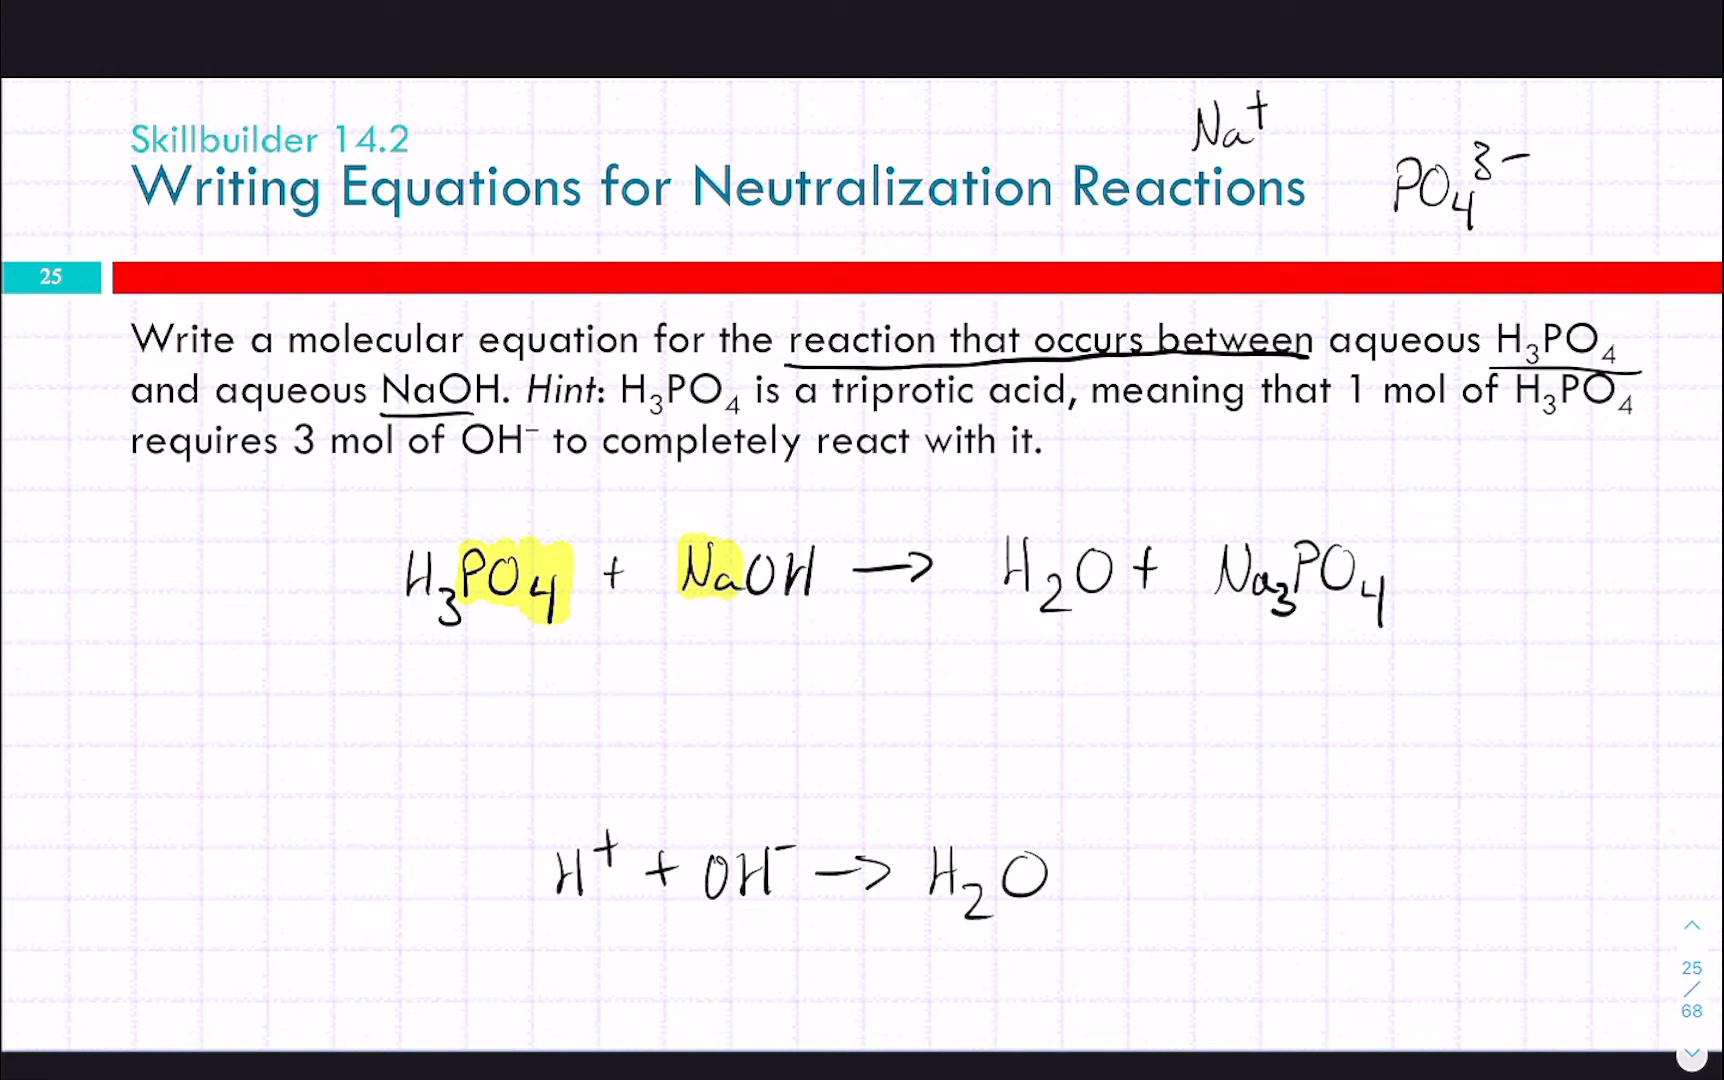 Na⁺
Skillbuilder 14.2
Writing Equations for Neutralization Reactions
PO₄³⁻
25
Write a molecular equation for the reaction that occurs between aqueous H₃PO₄
and aqueous NaOH. Hint: H₃PO₄ is a triprotic acid, meaning that 1 mol of H₃PO₄
requires 3 mol of OH⁻ to completely react with it.
H₃PO₄ + NaOH → H₂O + Na₃PO₄
H⁺ + OH⁻ → H₂O
25
/
68